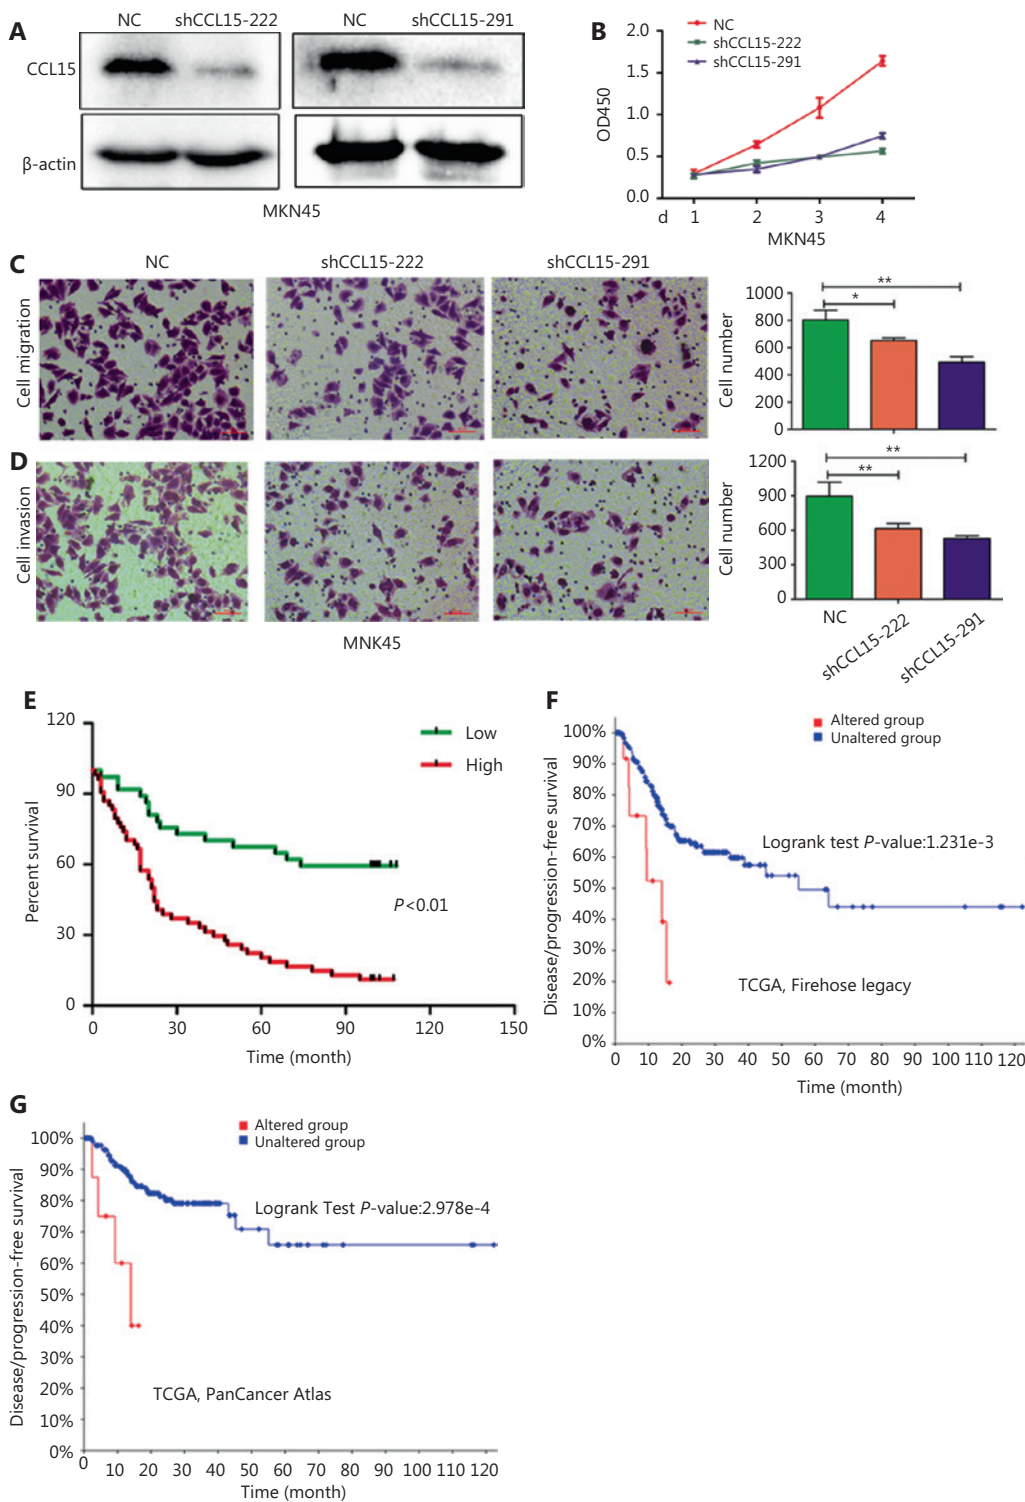 A
NC
shCCL15-222
NC
shCCL15-291
CCL15
β-actin
MKN45
B
NC
shCCL15-222
shCCL15-291
OD450
2.0
1.5
1.0
0.5
0.0
d 1 2 3 4
MKN45
C
NC
shCCL15-222
shCCL15-291
Cell migration
Cell number
1000
800
600
400
200
0
**
*
D
Cell invasion
MNK45
Cell number
1200
900
600
300
0
**
**
NC
shCCL15-222
shCCL15-291
E
Percent survival
120
90
60
30
0
Low
High
P<0.01
0 30 60 90 120 150
Time (month)
F
Altered group
Unaltered group
Disease/progression-free survival
100%
90%
80%
70%
60%
50%
40%
30%
20%
10%
0%
Logrank test P-value:1.231e-3
TCGA, Firehose legacy
0 10 20 30 40 50 60 70 80 90 100 110 120
Time (month)
G
Altered group
Unaltered group
Disease/progression-free survival
100%
90%
80%
70%
60%
50%
40%
30%
20%
10%
0%
Logrank Test P-value:2.978e-4
TCGA, PanCancer Atlas
0 10 20 30 40 50 60 70 80 90 100 110 120
Time (month)